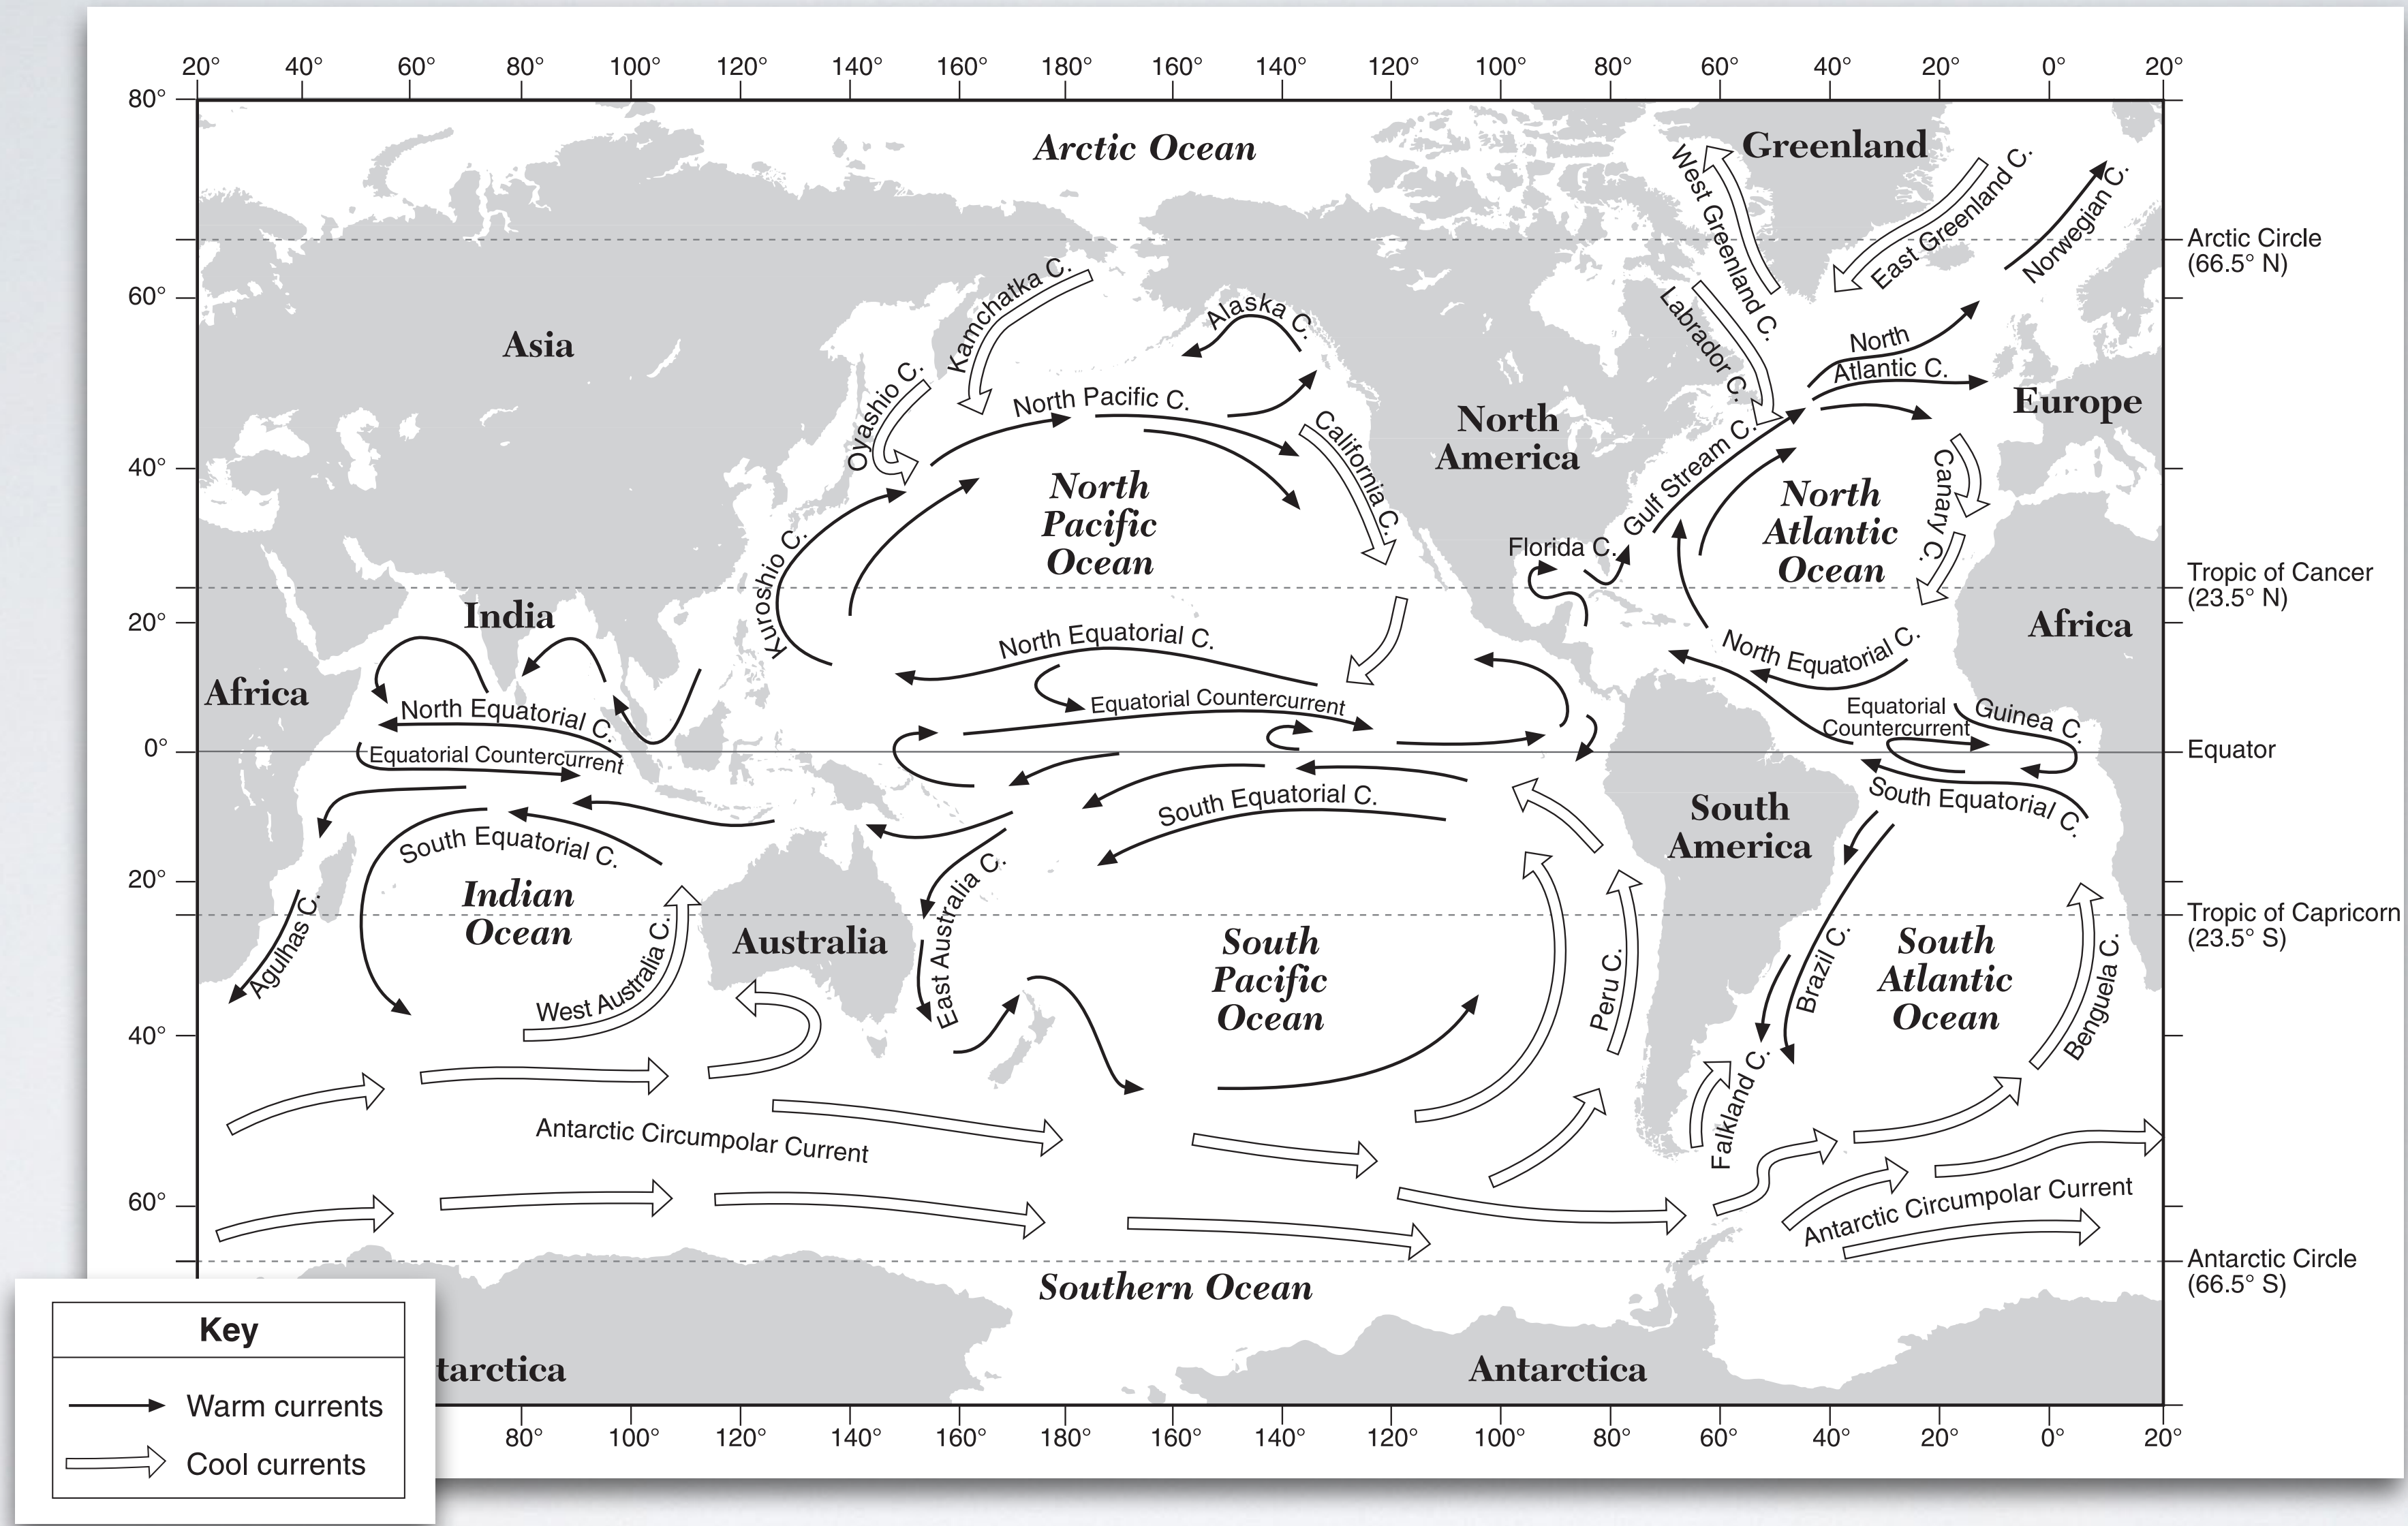 20° 40° 60° 80° 100° 120° 140° 160° 180° 160° 140° 120° 100° 80° 60° 40° 20° 0° 20°
80°
60°
40°
20°
0°
20°
40°
60°
Arctic Ocean
Greenland
West Greenland C.
East Greenland C.
Norwegian C.
Arctic Circle
(66.5° N)
Asia
Kamchatka C.
Alaska C.
Labrador C.
North
Atlantic C.
Oyashio C.
North Pacific C.
California C.
North
America
Europe
Gulf Stream C.
Canary C.
North
Pacific
Ocean
North
Atlantic
Ocean
Kuroshio C.
Florida C.
Tropic of Cancer
(23.5° N)
India
Africa
Africa
North Equatorial C.
North Equatorial C.
North Equatorial C.
Equatorial Countercurrent
Equatorial
Countercurrent
Guinea C.
Equatorial Countercurrent
Equator
South Equatorial C.
South Equatorial C.
South Equatorial C.
South
America
Indian
Ocean
East Australia C.
Agulhas C.
West Australia C.
Australia
South
Pacific
Ocean
Peru C.
Brazil C.
South
Atlantic
Ocean
Benguela C.
Tropic of Capricorn
(23.5° S)
Falkland C.
Antarctic Circumpolar Current
Antarctic Circumpolar Current
Antarctic Circle
(66.5° S)
Southern Ocean
tarctica
Antarctica
80° 100° 120° 140° 160° 180° 160° 140° 120° 100° 80° 60° 40° 20° 0° 20°
Key
Warm currents
Cool currents